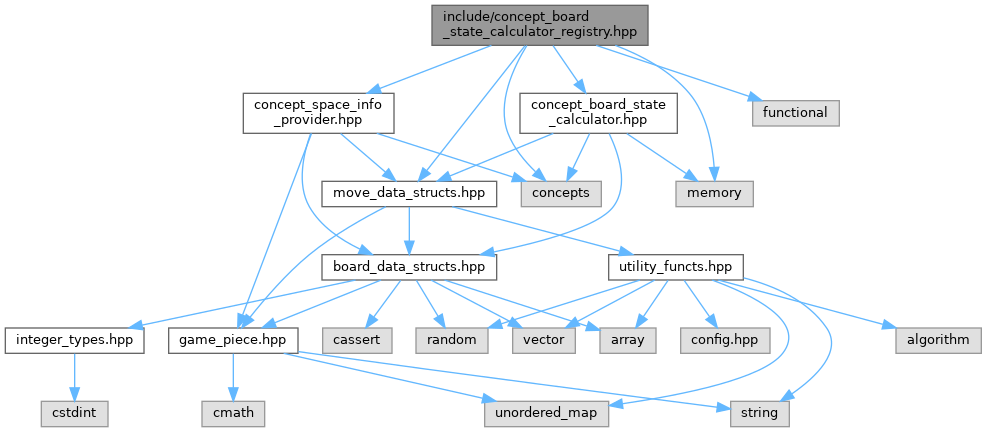 include/concept_board
_state_calculator_registry.hpp
concept_space_info
_provider.hpp
concept_board_state
_calculator.hpp
functional
move_data_structs.hpp
concepts
memory
board_data_structs.hpp
utility_functs.hpp
integer_types.hpp
game_piece.hpp
cassert
random
vector
array
config.hpp
algorithm
cstdint
cmath
unordered_map
string